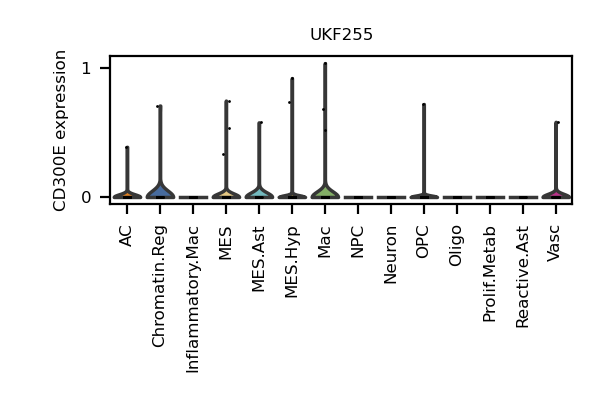 UKF255
CD300E expression
1
0
AC
Chromatin.Reg
Inflammatory.Mac
MES
MES.Ast
MES.Hyp
Mac
NPC
Neuron
OPC
Oligo
Prolif.Metab
Reactive.Ast
Vasc